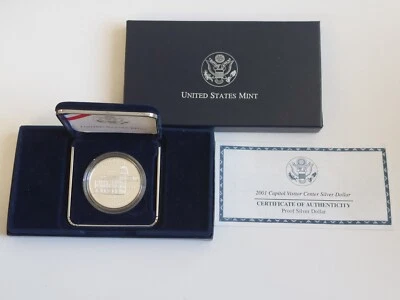 UNITED STATES MINT
2001 Capitol Visitor Center Silver Dollar
CERTIFICATE OF AUTHENTICITY
Proof Silver Dollar